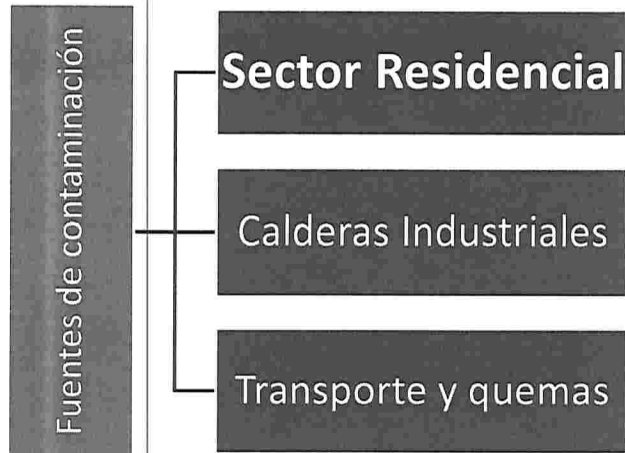 Fuentes de contaminación
Sector Residencial
Calderas Industriales
Transporte y quemas